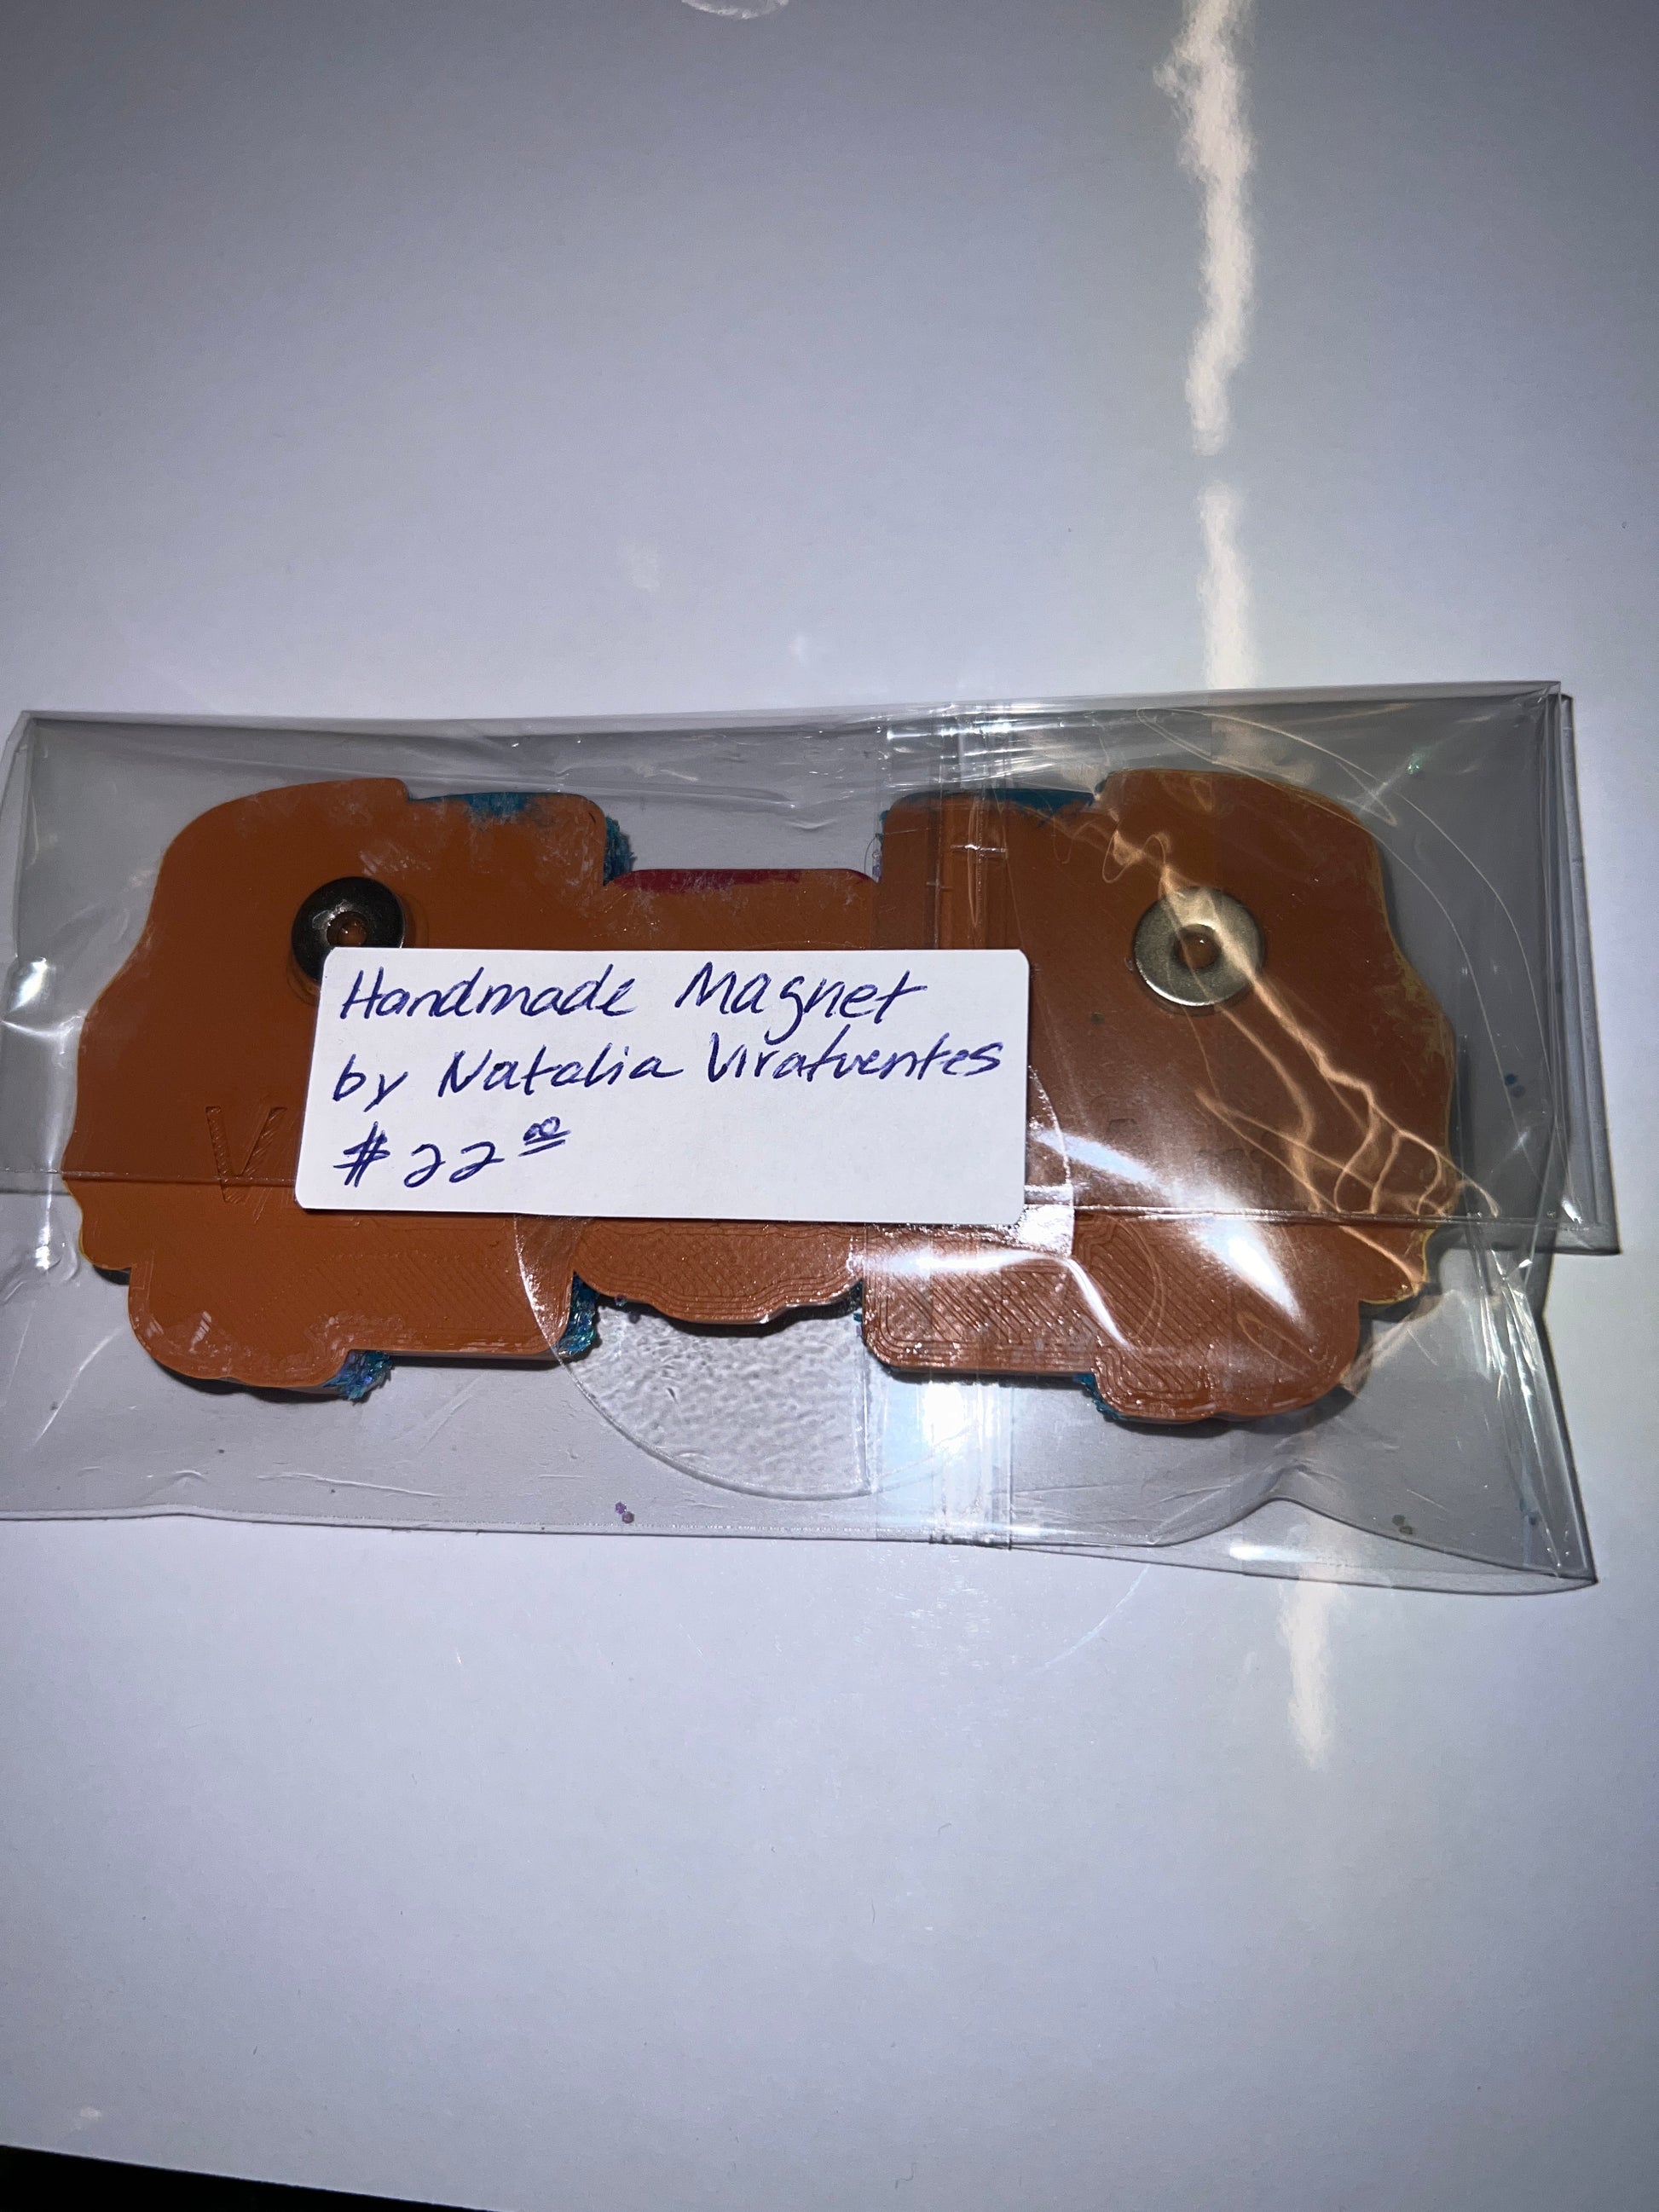 Handmade Magnet
by Natalia Virafuentes
#22 00
V